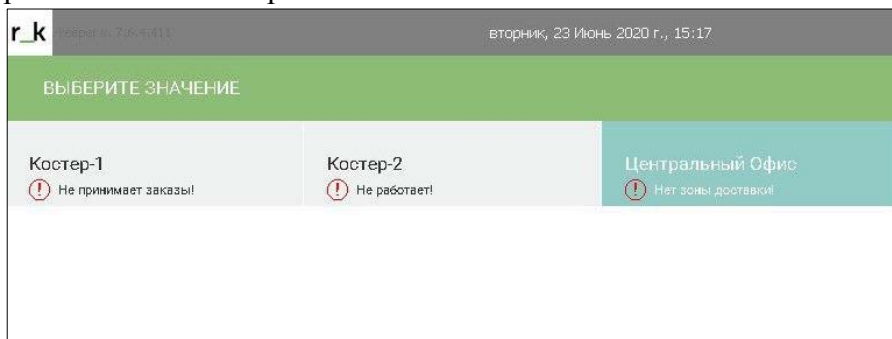 r_k
вторник, 23 Июнь 2020 г., 15:17
ВЫБЕРИТЕ ЗНАЧЕНИЕ
Костер-1
Не принимает заказы!
Костер-2
Не работает!
Центральный Офис
Нет зоны доставки!